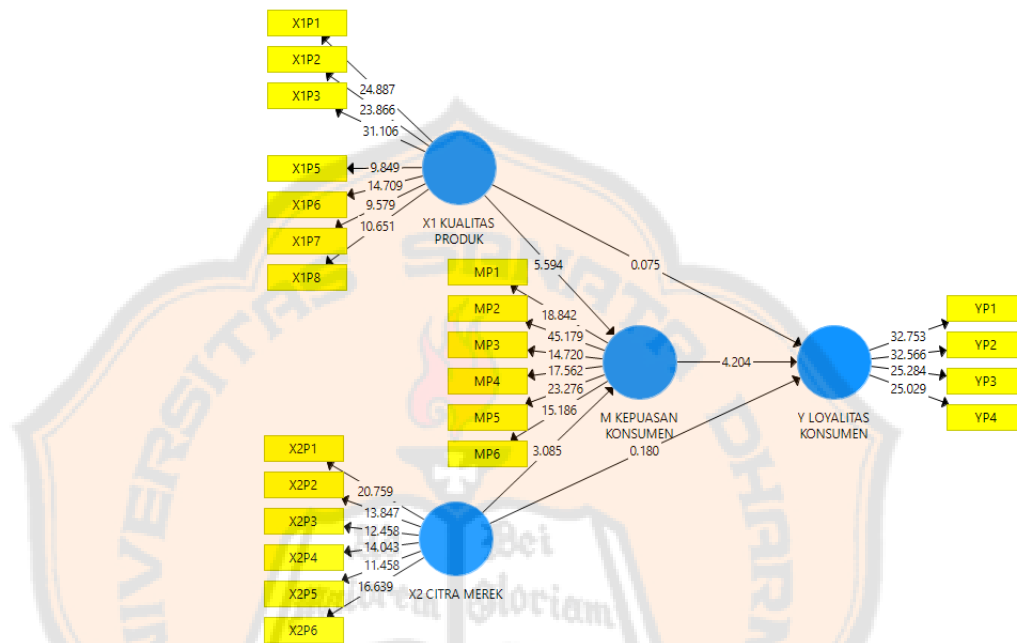 X1P1
X1P2
X1P3
X1P5
X1P6
X1P7
X1P8
24.887
23.866
31.106
9.849
14.709
9.579
10.651
X1 KUALITAS
PRODUK
5.594
0.075
MP1
MP2
MP3
MP4
MP5
MP6
18.842
45.179
14.720
17.562
23.276
15.186
M KEPUASAN
KONSUMEN
4.204
3.085
0.180
Y LOYALITAS
KONSUMEN
32.753
32.566
25.284
25.029
YP1
YP2
YP3
YP4
X2P1
X2P2
X2P3
X2P4
X2P5
X2P6
20.759
13.847
12.458
14.043
11.458
16.639
X2 CITRA MEREK